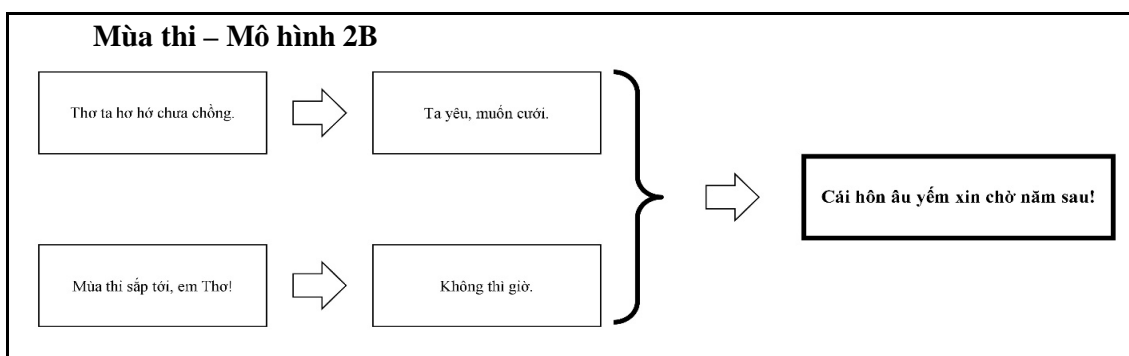 Mùa thi – Mô hình 2B
Thơ ta hơ hớ chưa chồng.
Ta yêu, muốn cưới.
Cái hôn âu yếm xin chờ năm sau!
Mùa thi sắp tới, em Thơ!
Không thì giờ.